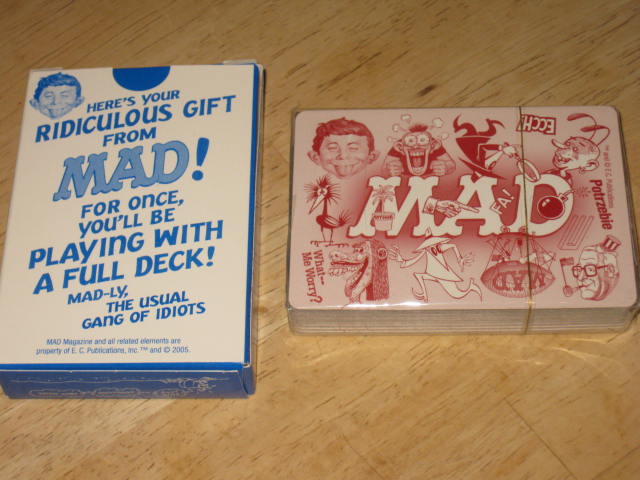 HERE'S YOUR
RIDICULOUS GIFT
FROM
MAD!
FOR ONCE,
YOU'LL BE
PLAYING WITH
A FULL DECK!
MAD-LY,
THE USUAL
GANG OF IDIOTS
MAD Magazine and all related elements are
property of E. C. Publications, Inc.™ and © 2005.
ECCH!
MAD
FA!
Potrzebie
What--
Me Worry?
MAD